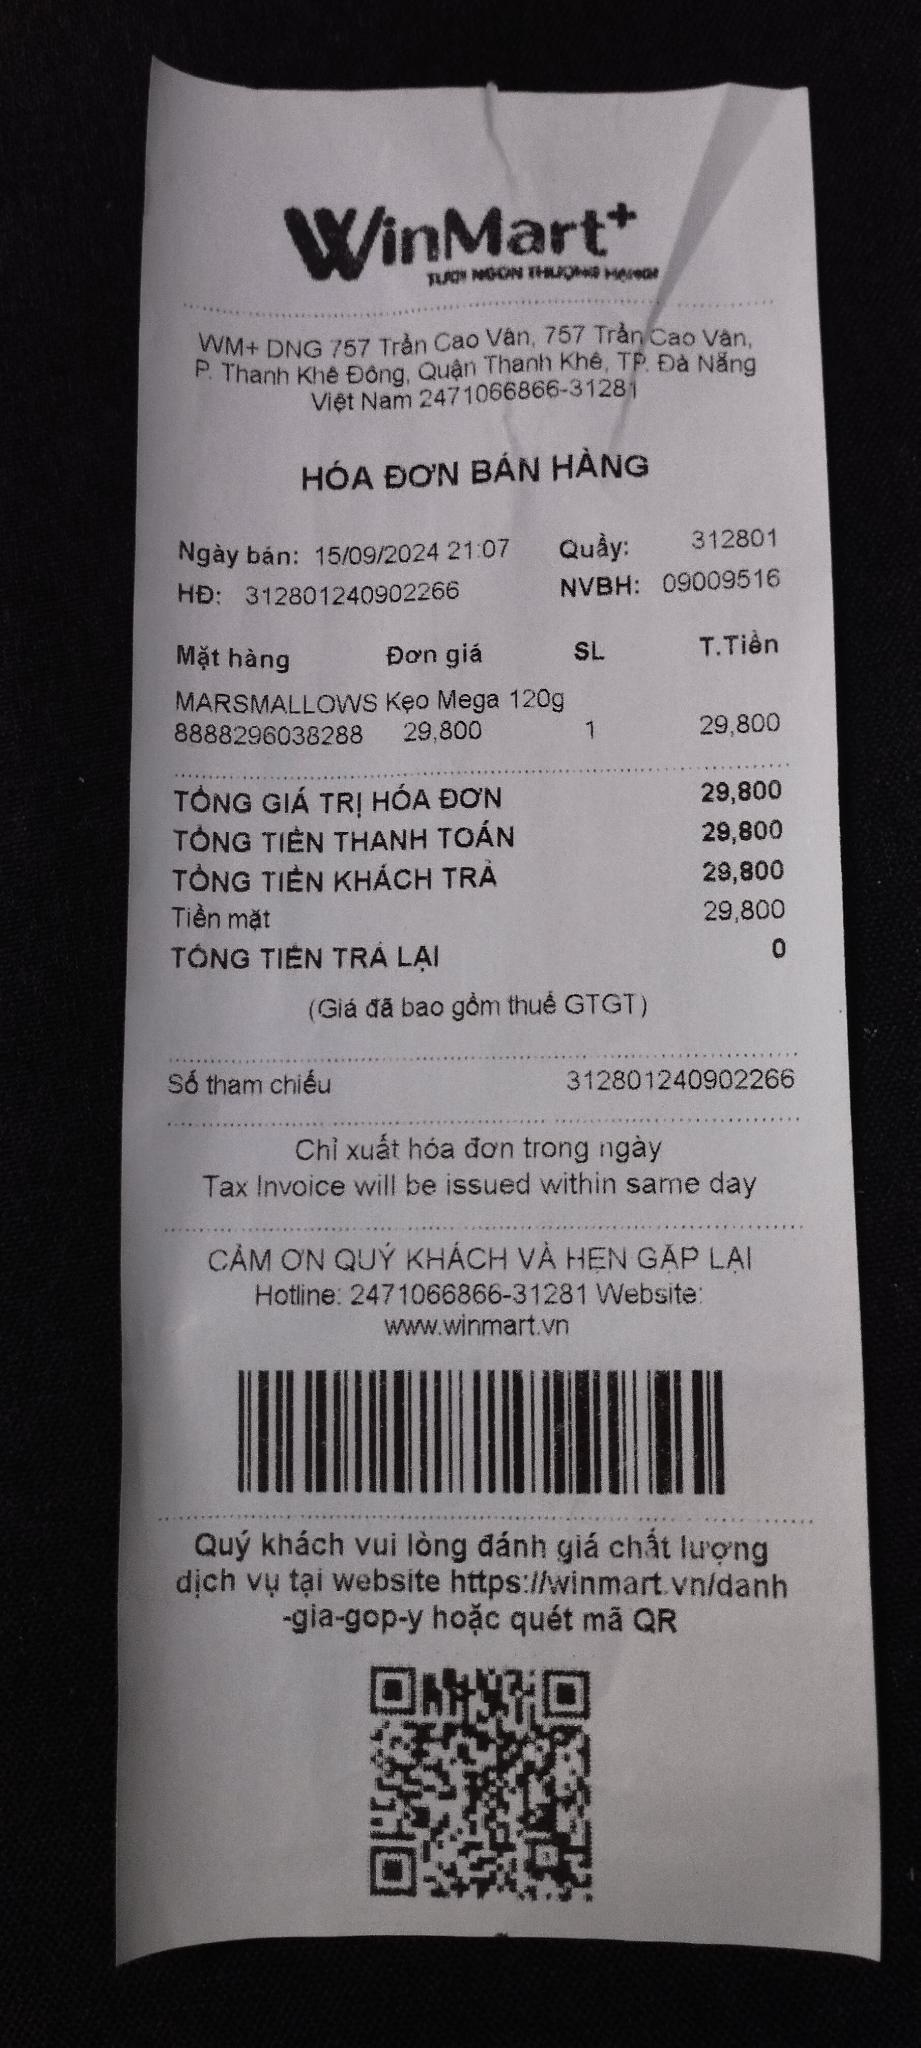 WinMart+
TƯƠI NGON THƯỢNG HẠNG
WM+ DNG 757 Trần Cao Vân, 757 Trần Cao Vân,
P. Thanh Khê Đông, Quận Thanh Khê, TP. Đà Nẵng
Việt Nam 2471066866-31281
HÓA ĐƠN BÁN HÀNG
Ngày bán: 15/09/2024 21:07 Quầy: 312801
HĐ: 312801240902266 NVBH: 09009516
Mặt hàng Đơn giá SL T.Tiền
MARSMALLOWS Kẹo Mega 120g
8888296038288 29,800 1 29,800
TỔNG GIÁ TRỊ HÓA ĐƠN 29,800
TỔNG TIỀN THANH TOÁN 29,800
TỔNG TIỀN KHÁCH TRẢ 29,800
Tiền mặt 29,800
TỔNG TIỀN TRẢ LẠI 0
(Giá đã bao gồm thuế GTGT)
Số tham chiếu 312801240902266
Chỉ xuất hóa đơn trong ngày
Tax Invoice will be issued within same day
CẢM ƠN QUÝ KHÁCH VÀ HẸN GẶP LẠI
Hotline: 2471066866-31281 Website:
www.winmart.vn
Quý khách vui lòng đánh giá chất lượng
dịch vụ tại website https://winmart.vn/danh
-gia-gop-y hoặc quét mã QR